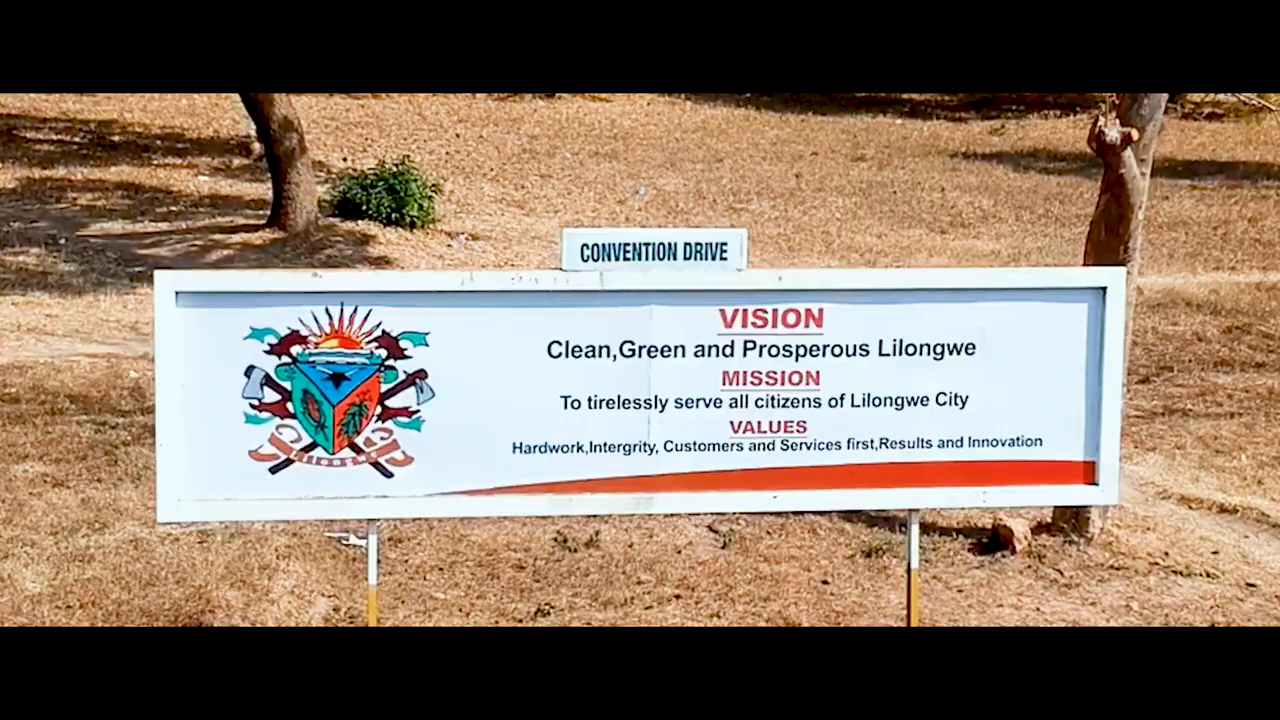 CONVENTION DRIVE
VISION
Clean,Green and Prosperous Lilongwe
MISSION
To tirelessly serve all citizens of Lilongwe City
VALUES
Hardwork,Intergrity, Customers and Services first,Results and Innovation
LILONGWE